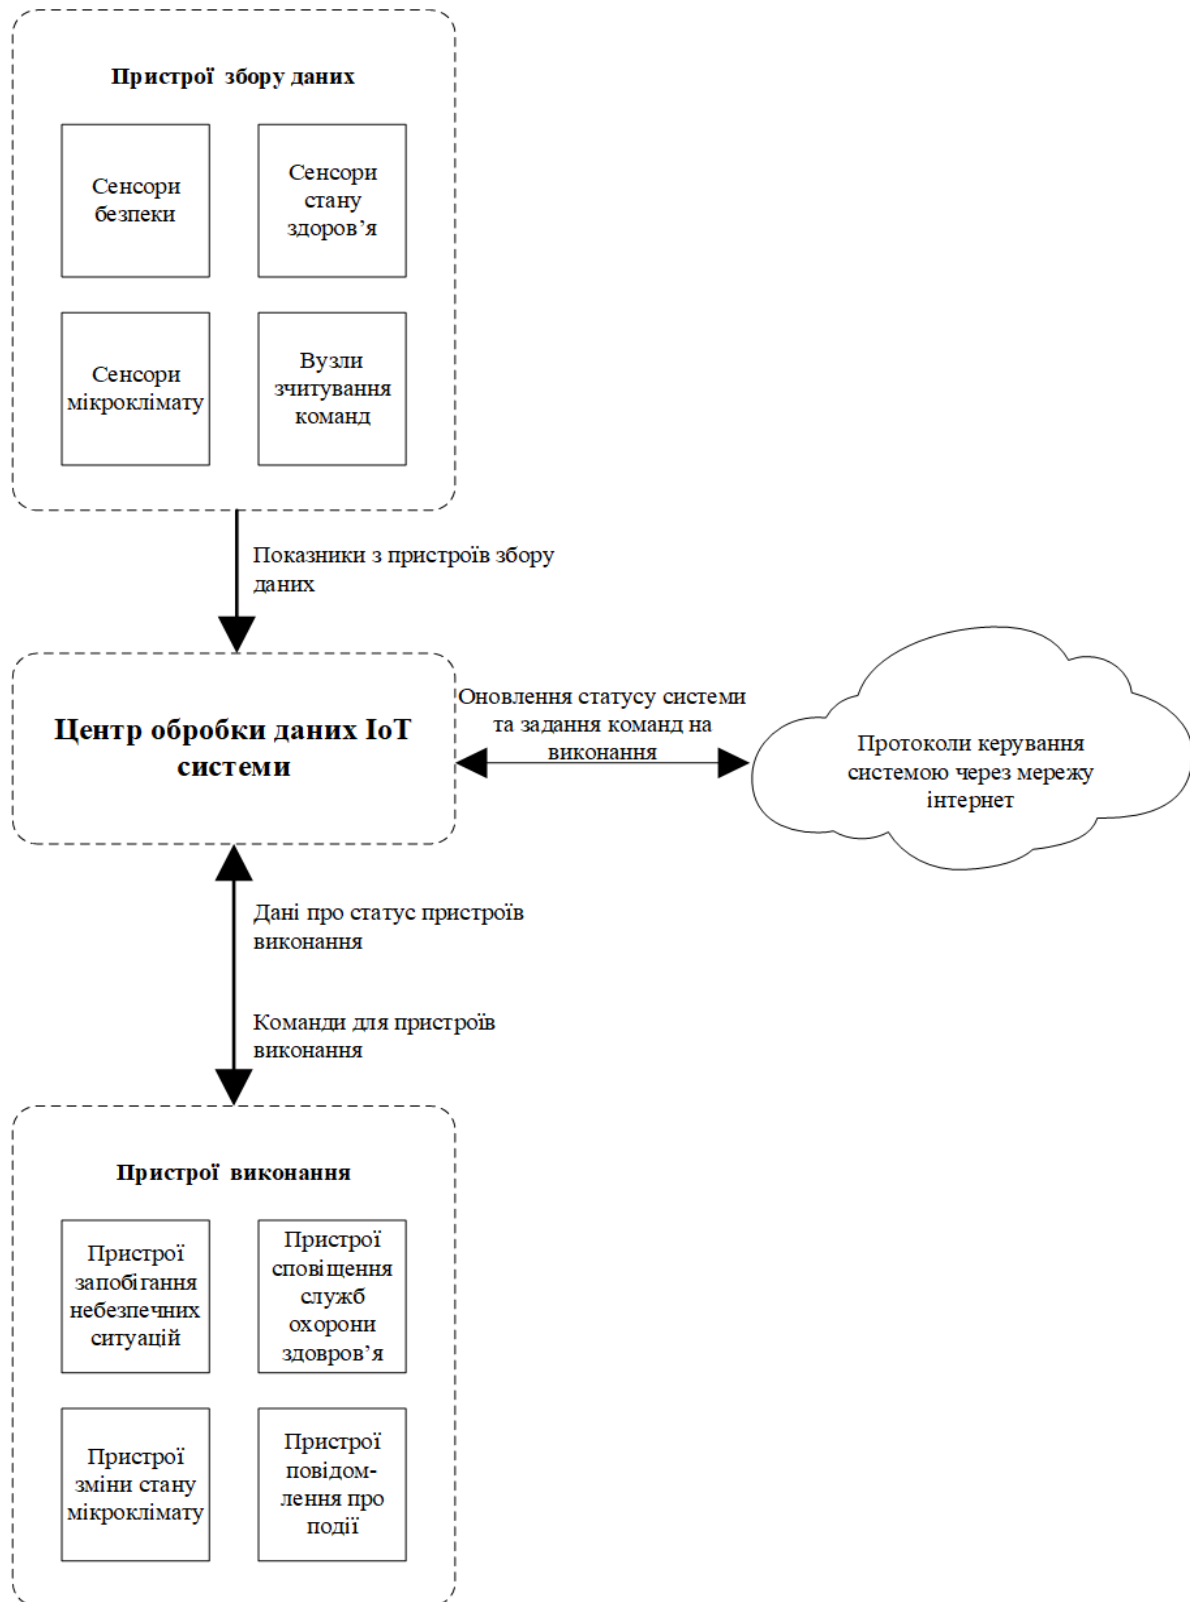 Пристрої збору даних
Сенсори
безпеки
Сенсори
стану
здоров’я
Сенсори
мікроклімату
Вузли
зчитування
команд
Показники з пристроїв збору
даних
Центр обробки даних ІоТ
системи
Оновлення статусу системи
та задання команд на
виконання
Протоколи керування
системою через мережу
інтернет
Дані про статус пристроїв
виконання
Команди для пристроїв
виконання
Пристрої виконання
Пристрої
запобігання
небезпечних
ситуацій
Пристрої
сповіщення
служб
охорони
здовров’я
Пристрої
зміни стану
мікроклімату
Пристрої
повідом-
лення про
події